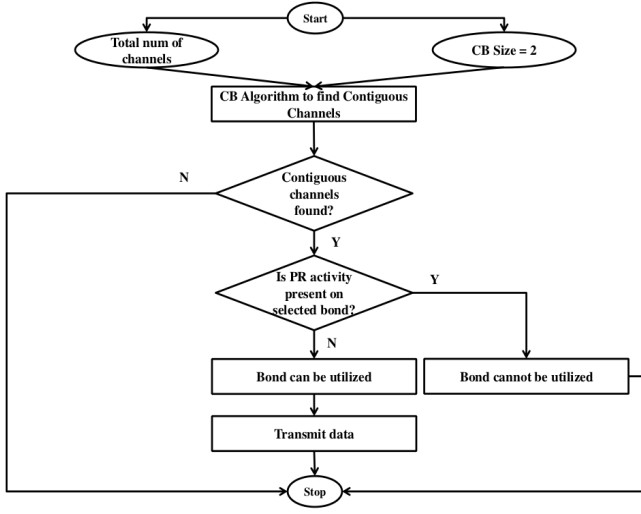 Start
Total num of
channels
CB Size = 2
CB Algorithm to find Contiguous
Channels
Contiguous
channels
found?
N
Y
Is PR activity
present on
selected bond?
Y
N
Bond can be utilized
Bond cannot be utilized
Transmit data
Stop